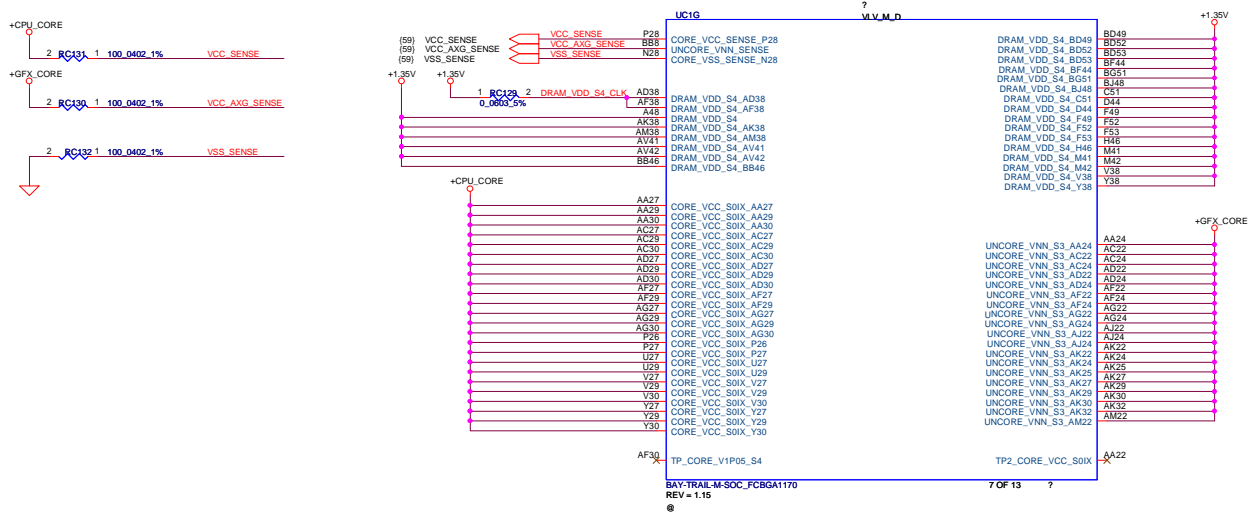 +CPU_CORE
2 RC131 1 100_0402_1% VCC_SENSE
+GFX_CORE
2 RC130 1 100_0402_1% VCC_AXG_SENSE
2 RC132 1 100_0402_1% VSS_SENSE
UC1G
?
VLV_M_D
{59} VCC_SENSE VCC_SENSE P28 CORE_VCC_SENSE_P28
{59} VCC_AXG_SENSE VCC_AXG_SENSE BB8 UNCORE_VNN_SENSE
{59} VSS_SENSE VSS_SENSE N28 CORE_VSS_SENSE_N28
+1.35V +1.35V
1 RC129 2 DRAM_VDD_S4_CLK AD38 DRAM_VDD_S4_AD38
0_0603_5% AF38 DRAM_VDD_S4_AF38
A48 DRAM_VDD_S4
AK38 DRAM_VDD_S4_AK38
AM38 DRAM_VDD_S4_AM38
AV41 DRAM_VDD_S4_AV41
AV42 DRAM_VDD_S4_AV42
BB46 DRAM_VDD_S4_BB46
+CPU_CORE
AA27 CORE_VCC_S0IX_AA27
AA29 CORE_VCC_S0IX_AA29
AA30 CORE_VCC_S0IX_AA30
AC27 CORE_VCC_S0IX_AC27
AC29 CORE_VCC_S0IX_AC29
AC30 CORE_VCC_S0IX_AC30
AD27 CORE_VCC_S0IX_AD27
AD29 CORE_VCC_S0IX_AD29
AD30 CORE_VCC_S0IX_AD30
AF27 CORE_VCC_S0IX_AF27
AF29 CORE_VCC_S0IX_AF29
AG27 CORE_VCC_S0IX_AG27
AG29 CORE_VCC_S0IX_AG29
AG30 CORE_VCC_S0IX_AG30
P26 CORE_VCC_S0IX_P26
P27 CORE_VCC_S0IX_P27
U27 CORE_VCC_S0IX_U27
U29 CORE_VCC_S0IX_U29
V27 CORE_VCC_S0IX_V27
V29 CORE_VCC_S0IX_V29
V30 CORE_VCC_S0IX_V30
Y27 CORE_VCC_S0IX_Y27
Y29 CORE_VCC_S0IX_Y29
Y30 CORE_VCC_S0IX_Y30
AF30 TP_CORE_V1P05_S4
+1.35V
DRAM_VDD_S4_BD49 BD49
DRAM_VDD_S4_BD52 BD52
DRAM_VDD_S4_BD53 BD53
DRAM_VDD_S4_BF44 BF44
DRAM_VDD_S4_BG51 BG51
DRAM_VDD_S4_BJ48 BJ48
DRAM_VDD_S4_C51 C51
DRAM_VDD_S4_D44 D44
DRAM_VDD_S4_F49 F49
DRAM_VDD_S4_F52 F52
DRAM_VDD_S4_F53 F53
DRAM_VDD_S4_H46 H46
DRAM_VDD_S4_M41 M41
DRAM_VDD_S4_M42 M42
DRAM_VDD_S4_V38 V38
DRAM_VDD_S4_Y38 Y38
+GFX_CORE
UNCORE_VNN_S3_AA24 AA24
UNCORE_VNN_S3_AC22 AC22
UNCORE_VNN_S3_AC24 AC24
UNCORE_VNN_S3_AD22 AD22
UNCORE_VNN_S3_AD24 AD24
UNCORE_VNN_S3_AF22 AF22
UNCORE_VNN_S3_AF24 AF24
UNCORE_VNN_S3_AG22 AG22
UNCORE_VNN_S3_AG24 AG24
UNCORE_VNN_S3_AJ22 AJ22
UNCORE_VNN_S3_AJ24 AJ24
UNCORE_VNN_S3_AK22 AK22
UNCORE_VNN_S3_AK24 AK24
UNCORE_VNN_S3_AK25 AK25
UNCORE_VNN_S3_AK27 AK27
UNCORE_VNN_S3_AK29 AK29
UNCORE_VNN_S3_AK30 AK30
UNCORE_VNN_S3_AK32 AK32
UNCORE_VNN_S3_AM22 AM22
TP2_CORE_VCC_S0IX AA22
BAY-TRAIL-M-SOC_FCBGA1170 7 OF 13 ?
REV = 1.15
@